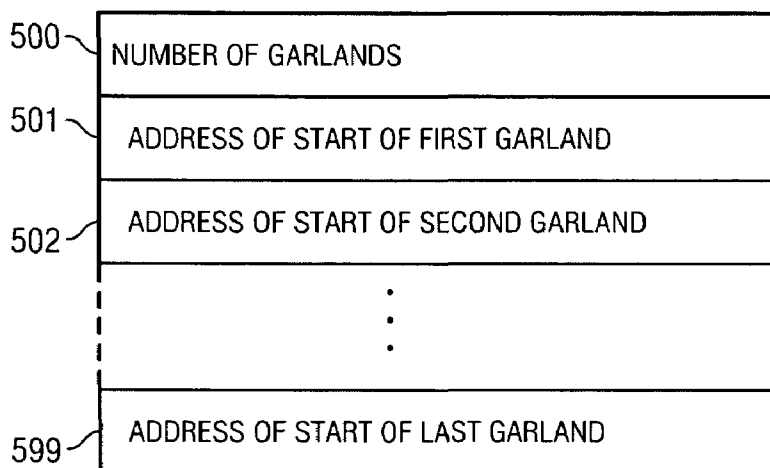 500
NUMBER OF GARLANDS
501
ADDRESS OF START OF FIRST GARLAND
502
ADDRESS OF START OF SECOND GARLAND
599
ADDRESS OF START OF LAST GARLAND